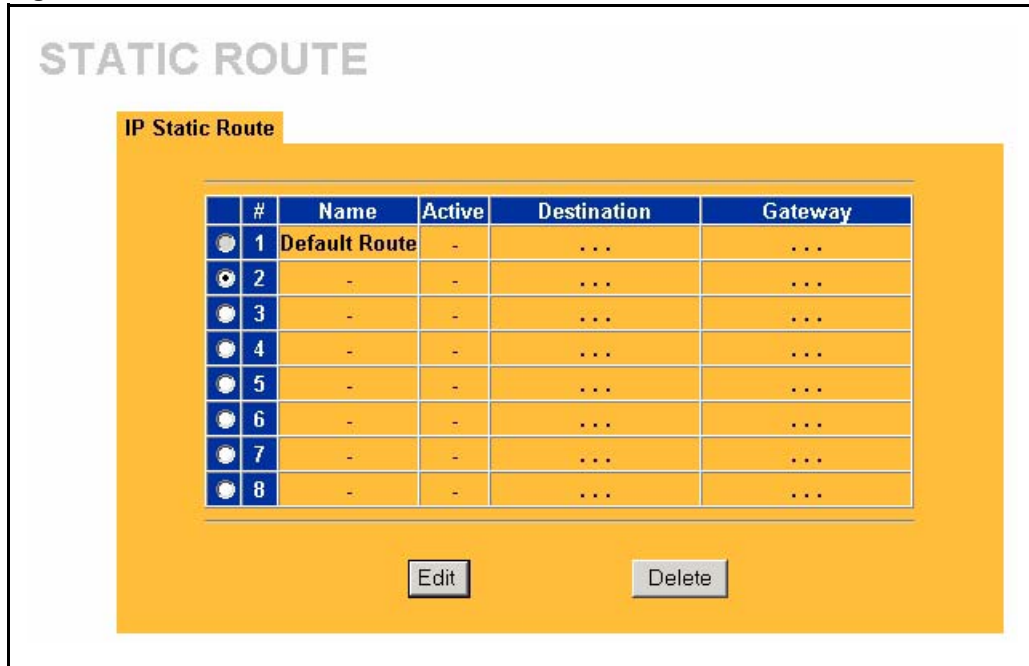 STATIC ROUTE
IP Static Route
# Name Active Destination Gateway
1 Default Route - ... ...
2 - - ... ...
3 - - ... ...
4 - - ... ...
5 - - ... ...
6 - - ... ...
7 - - ... ...
8 - - ... ...
Edit Delete